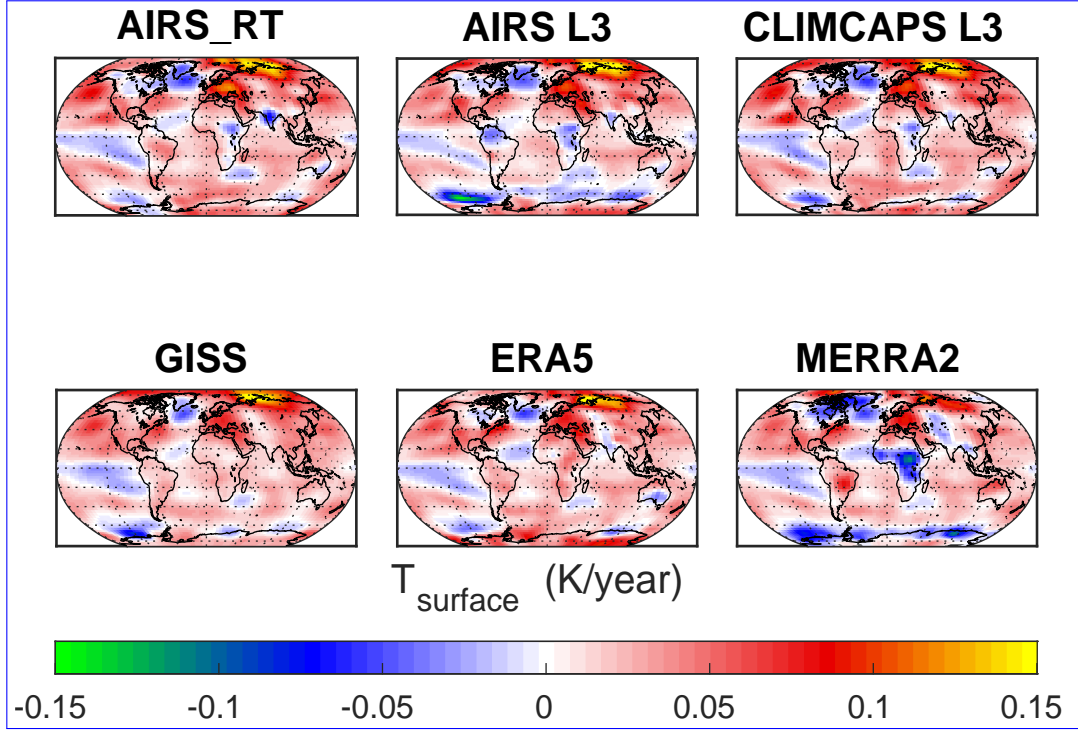 AIRS_RT AIRS L3 CLIMCAPS L3
GISS ERA5 MERRA2
T_surface (K/year)
-0.15 -0.1 -0.05 0 0.05 0.1 0.15